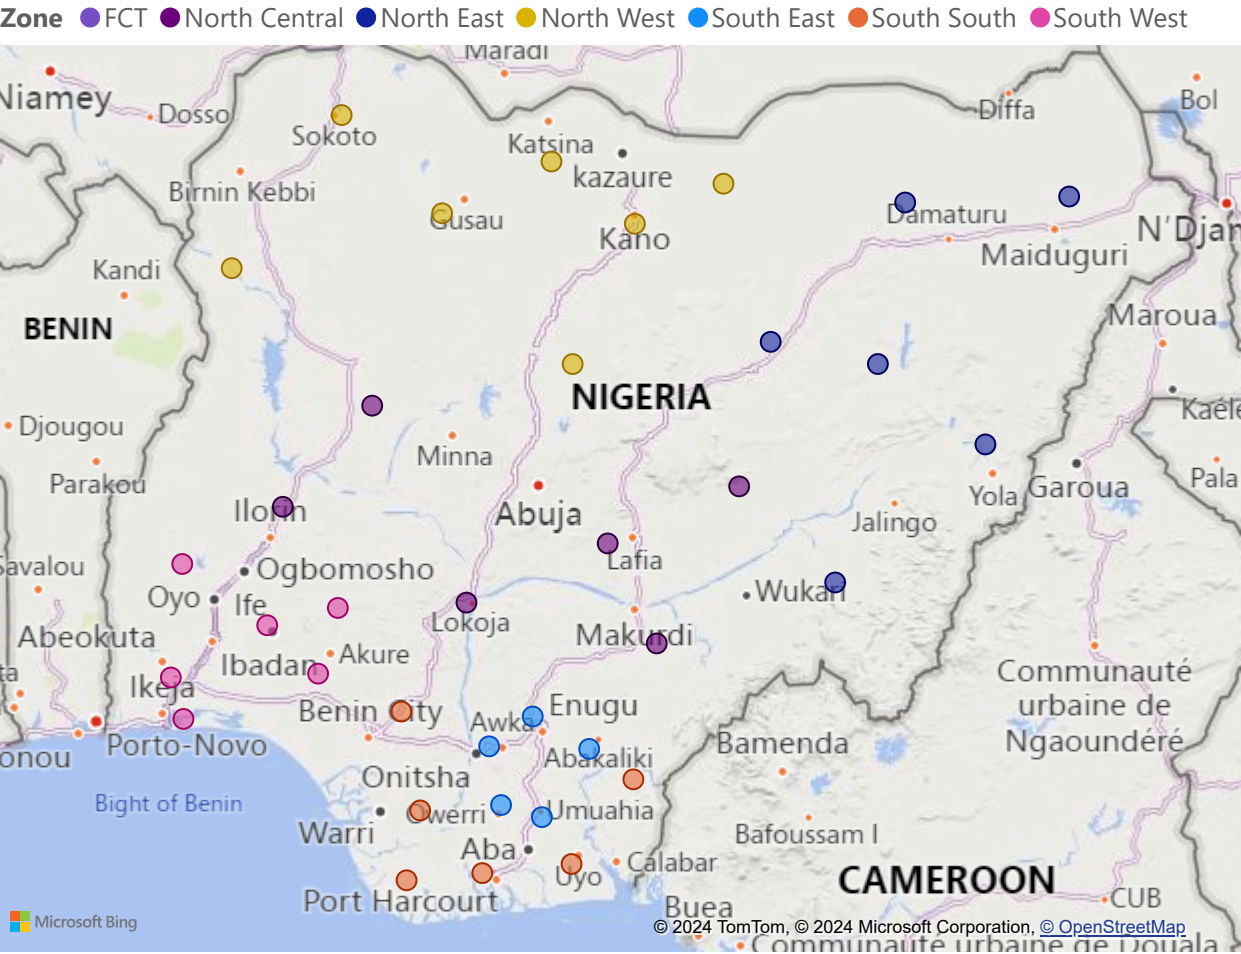 Zone FCT North Central North East North West South East South South South West
Maradi
Niamey
Dosso
Diffa
Bol
Sokoto
Katsina
kazaure
Birnin Kebbi
Gusau
Kano
Damaturu
Maiduguri
N'Djam
Kandi
BENIN
Maroua
NIGERIA
Kaélé
Djougou
Minna
Parakou
Yola
Garoua
Pala
Ilorin
Abuja
Jalingo
Savalou
Ogbomosho
Lafia
Oyo
Ife
Wukari
Lokoja
Abeokuta
Makurdi
ta
Ibadan
Akure
Ikeja
Communauté
urbaine de
Ngaoundéré
Benin City
Awka
Enugu
onou
Porto-Novo
Abakaliki
Bamenda
Onitsha
Bight of Benin
Owerri
Umuahia
Warri
Bafoussam I
Aba
Calabar
Uyo
CAMEROON
Port Harcourt
Buea
CUB
Microsoft Bing
© 2024 TomTom, © 2024 Microsoft Corporation, © OpenStreetMap
Communauté urbaine de Douala